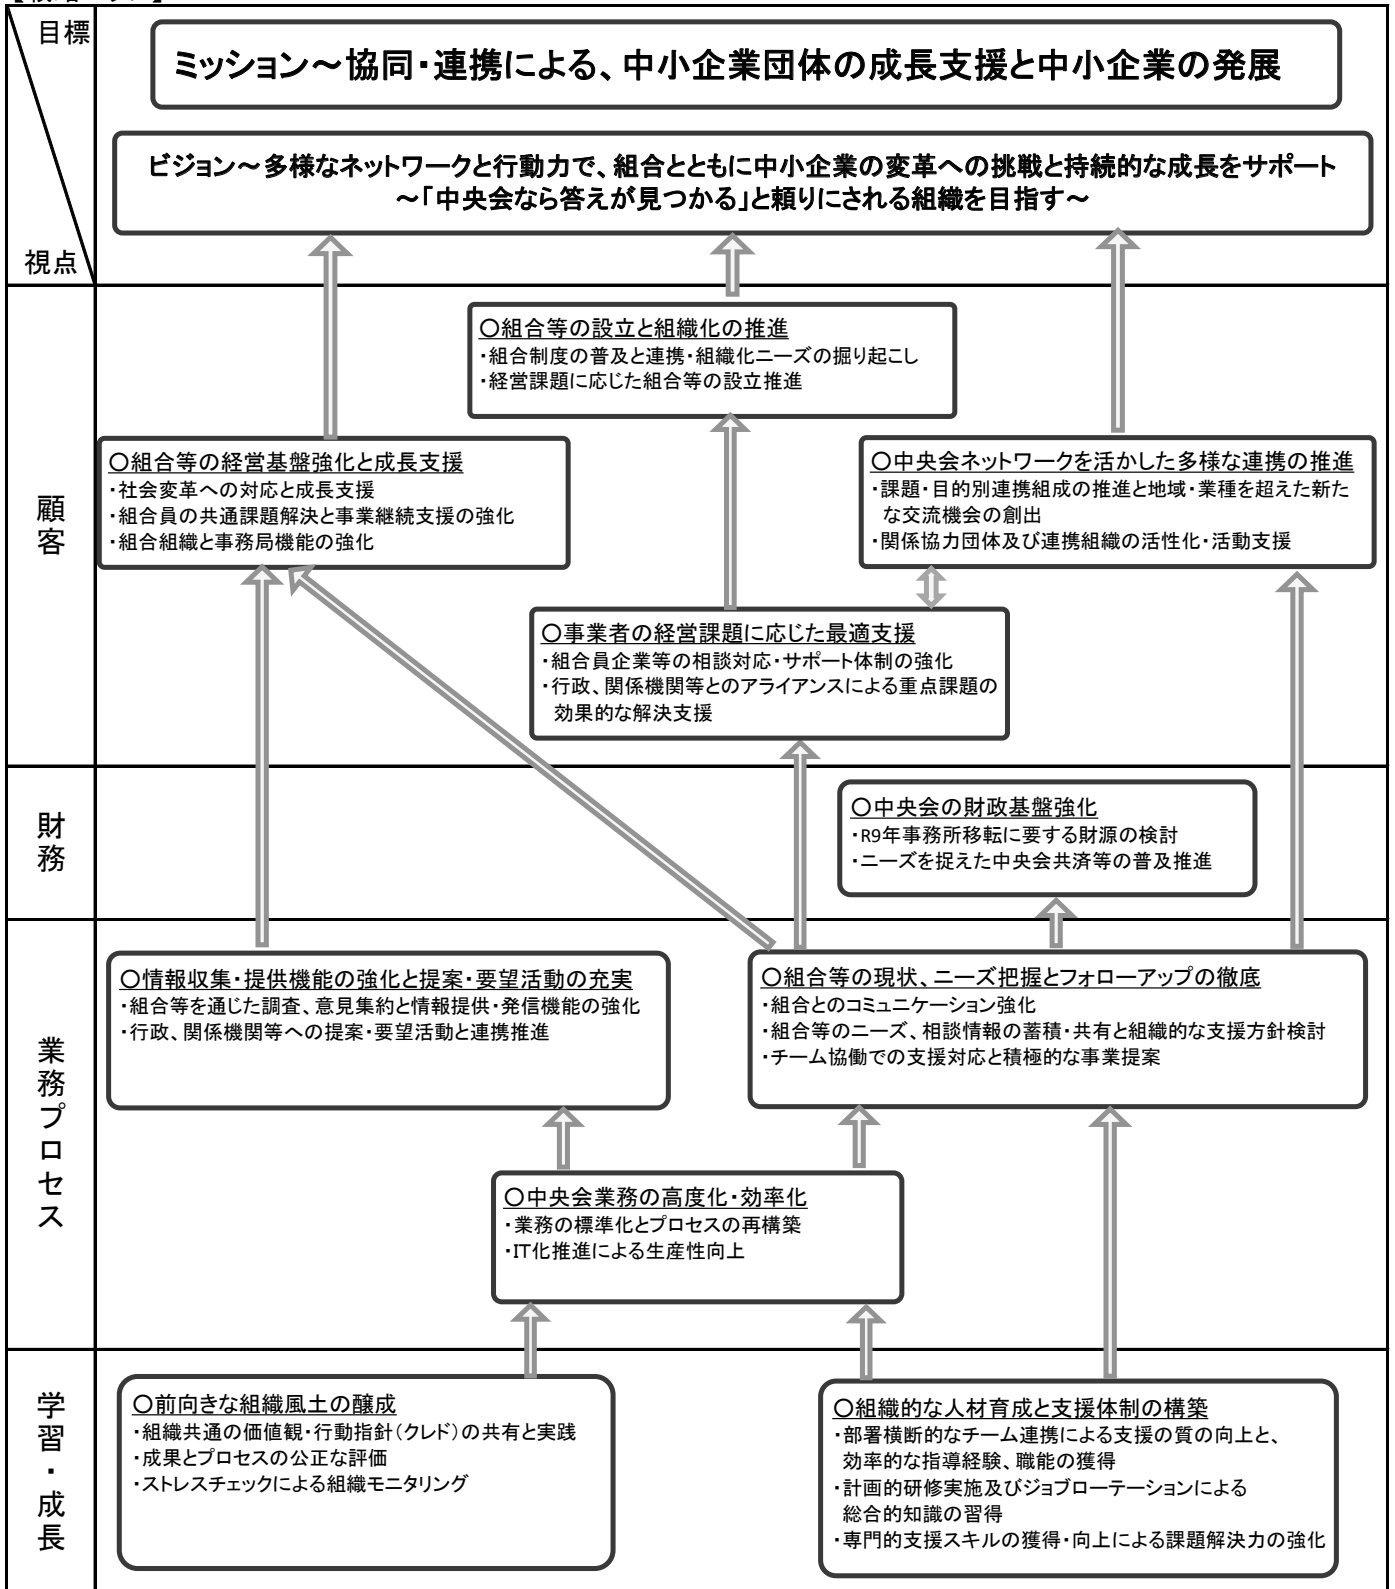 目標
視点
ミッション～協同・連携による、中小企業団体の成長支援と中小企業の発展
ビジョン～多様なネットワークと行動力で、組合とともに中小企業の変革への挑戦と持続的な成長をサポート
～「中央会なら答えが見つかる」と頼りにされる組織を目指す～
顧客
〇組合等の設立と組織化の推進
・組合制度の普及と連携・組織化ニーズの掘り起こし
・経営課題に応じた組合等の設立推進
〇組合等の経営基盤強化と成長支援
・社会変革への対応と成長支援
・組合員の共通課題解決と事業継続支援の強化
・組合組織と事務局機能の強化
〇中央会ネットワークを活かした多様な連携の推進
・課題・目的別連携組成の推進と地域・業種を超えた新た
な交流機会の創出
・関係協力団体及び連携組織の活性化・活動支援
〇事業者の経営課題に応じた最適支援
・組合員企業等の相談対応・サポート体制の強化
・行政、関係機関等とのアライアンスによる重点課題の
効果的な解決支援
財務
〇中央会の財政基盤強化
・R9年事務所移転に要する財源の検討
・ニーズを捉えた中央会共済等の普及推進
業務プロセス
〇情報収集・提供機能の強化と提案・要望活動の充実
・組合等を通じた調査、意見集約と情報提供・発信機能の強化
・行政、関係機関等への提案・要望活動と連携推進
〇組合等の現状、ニーズ把握とフォローアップの徹底
・組合とのコミュニケーション強化
・組合等のニーズ、相談情報の蓄積・共有と組織的な支援方針検討
・チーム協働での支援対応と積極的な事業提案
〇中央会業務の高度化・効率化
・業務の標準化とプロセスの再構築
・IT化推進による生産性向上
学習・成長
〇前向きな組織風土の醸成
・組織共通の価値観・行動指針（クレド）の共有と実践
・成果とプロセスの公正な評価
・ストレスチェックによる組織モニタリング
〇組織的な人材育成と支援体制の構築
・部署横断的なチーム連携による支援の質の向上と、
効率的な指導経験、職能の獲得
・計画的研修実施及びジョブローテーションによる
総合的知識の習得
・専門的支援スキルの獲得・向上による課題解決力の強化